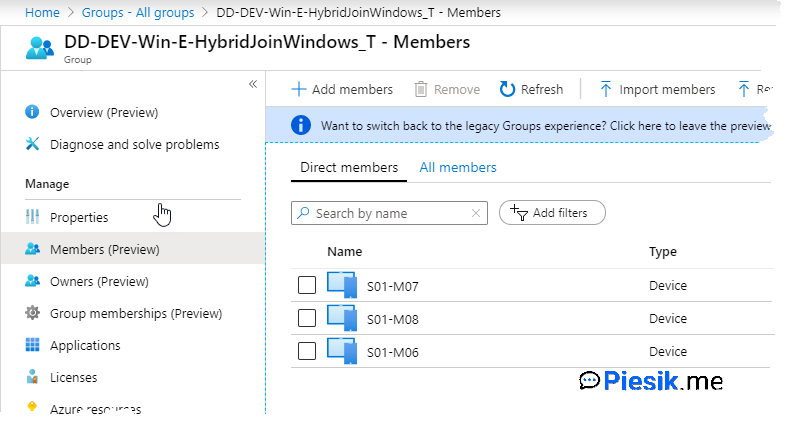 Home > Groups - All groups > DD-DEV-Win-E-HybridJoinWindows_T - Members
DD-DEV-Win-E-HybridJoinWindows_T - Members
Group
«
Overview (Preview)
Diagnose and solve problems
Manage
Properties
Members (Preview)
Owners (Preview)
Group memberships (Preview)
Applications
Licenses
Azure resources
+ Add members Remove Refresh Import members
Want to switch back to the legacy Groups experience? Click here to leave the preview
Direct members All members
Search by name Add filters
Name Type
S01-M07 Device
S01-M08 Device
S01-M06 Device
Piesik.me